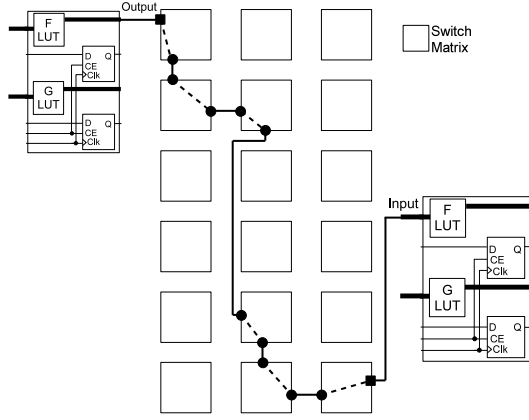 Output
F
LUT
D Q
CE
Clk
G
LUT
D Q
CE
Clk
Switch
Matrix
Input
F
LUT
D Q
CE
Clk
G
LUT
D Q
CE
Clk